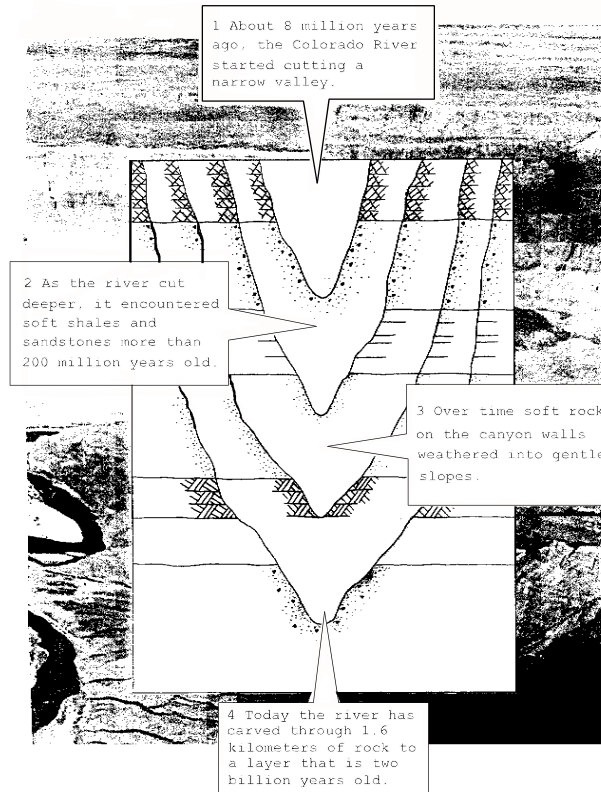 1 About 8 million years
ago, the Colorado River
started cutting a
narrow valley.
2 As the river cut
deeper, it encountered
soft shales and
sandstones more than
200 million years old.
3 Over time soft rock
on the canyon walls
weathered into gentle
slopes.
4 Today the river has
carved through 1.6
kilometers of rock to
a layer that is two
billion years old.